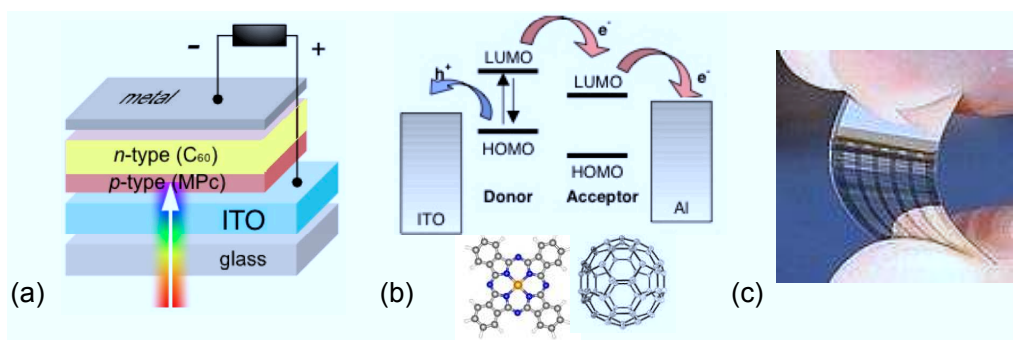 - +
metal
n-type (C₆₀)
p-type (MPc)
ITO
glass
(a)
e⁻
LUMO
h⁺
LUMO
e⁻
HOMO
HOMO
Donor
Acceptor
ITO
Al
(b)
(c)